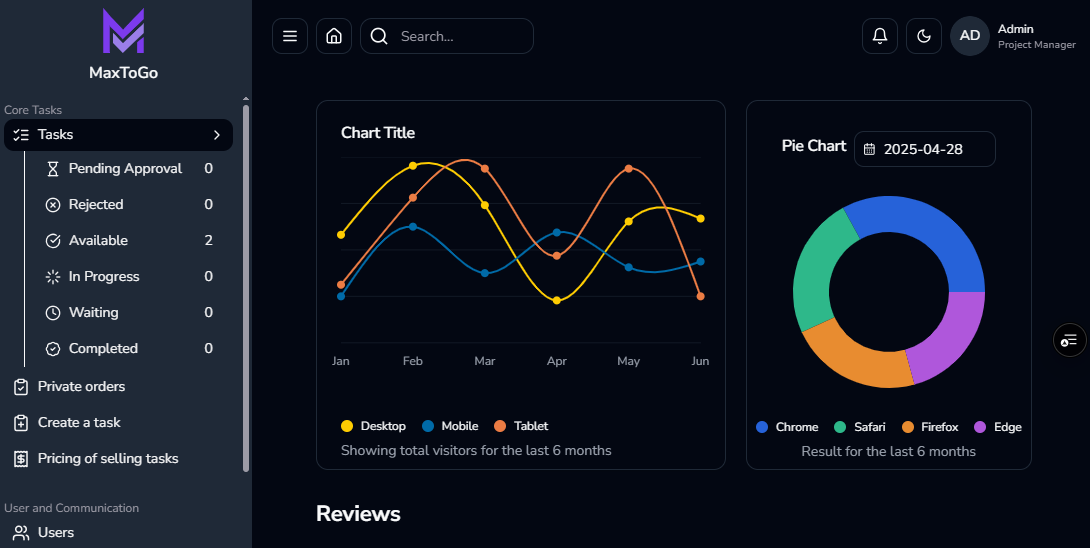 MaxToGo
Core Tasks
Tasks
Pending Approval 0
Rejected 0
Available 2
In Progress 0
Waiting 0
Completed 0
Private orders
Create a task
Pricing of selling tasks
User and Communication
Users
Search...
AD
Admin
Project Manager
Chart Title
Jan Feb Mar Apr May Jun
Desktop Mobile Tablet
Showing total visitors for the last 6 months
Pie Chart 2025-04-28
Chrome Safari Firefox Edge
Result for the last 6 months
Reviews